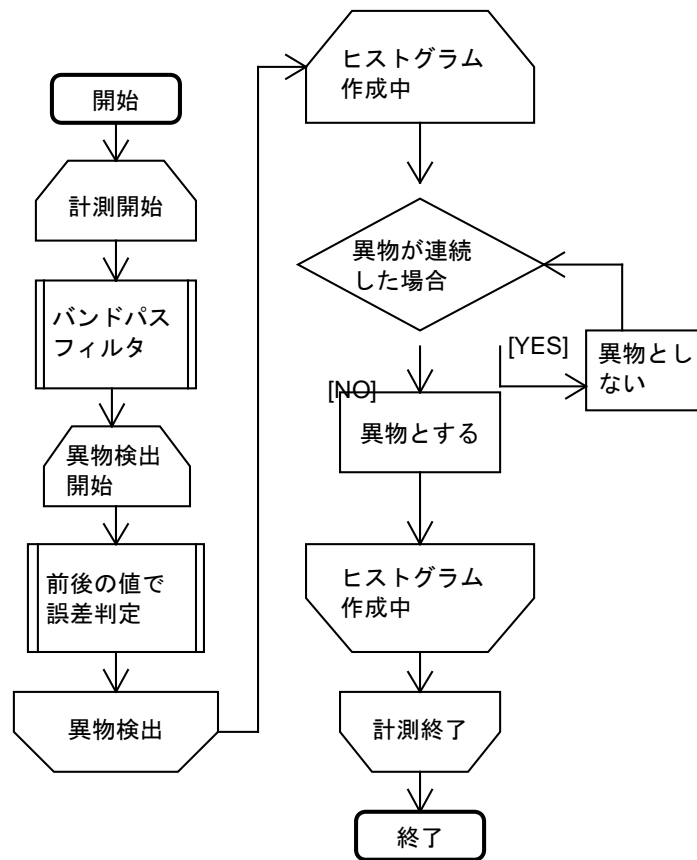 開始
計測開始
バンドパス
フィルタ
異物検出
開始
前後の値で
誤差判定
異物検出
ヒストグラム
作成中
異物が連続
した場合
[YES]
異物とし
ない
[NO]
異物とする
ヒストグラム
作成中
計測終了
終了